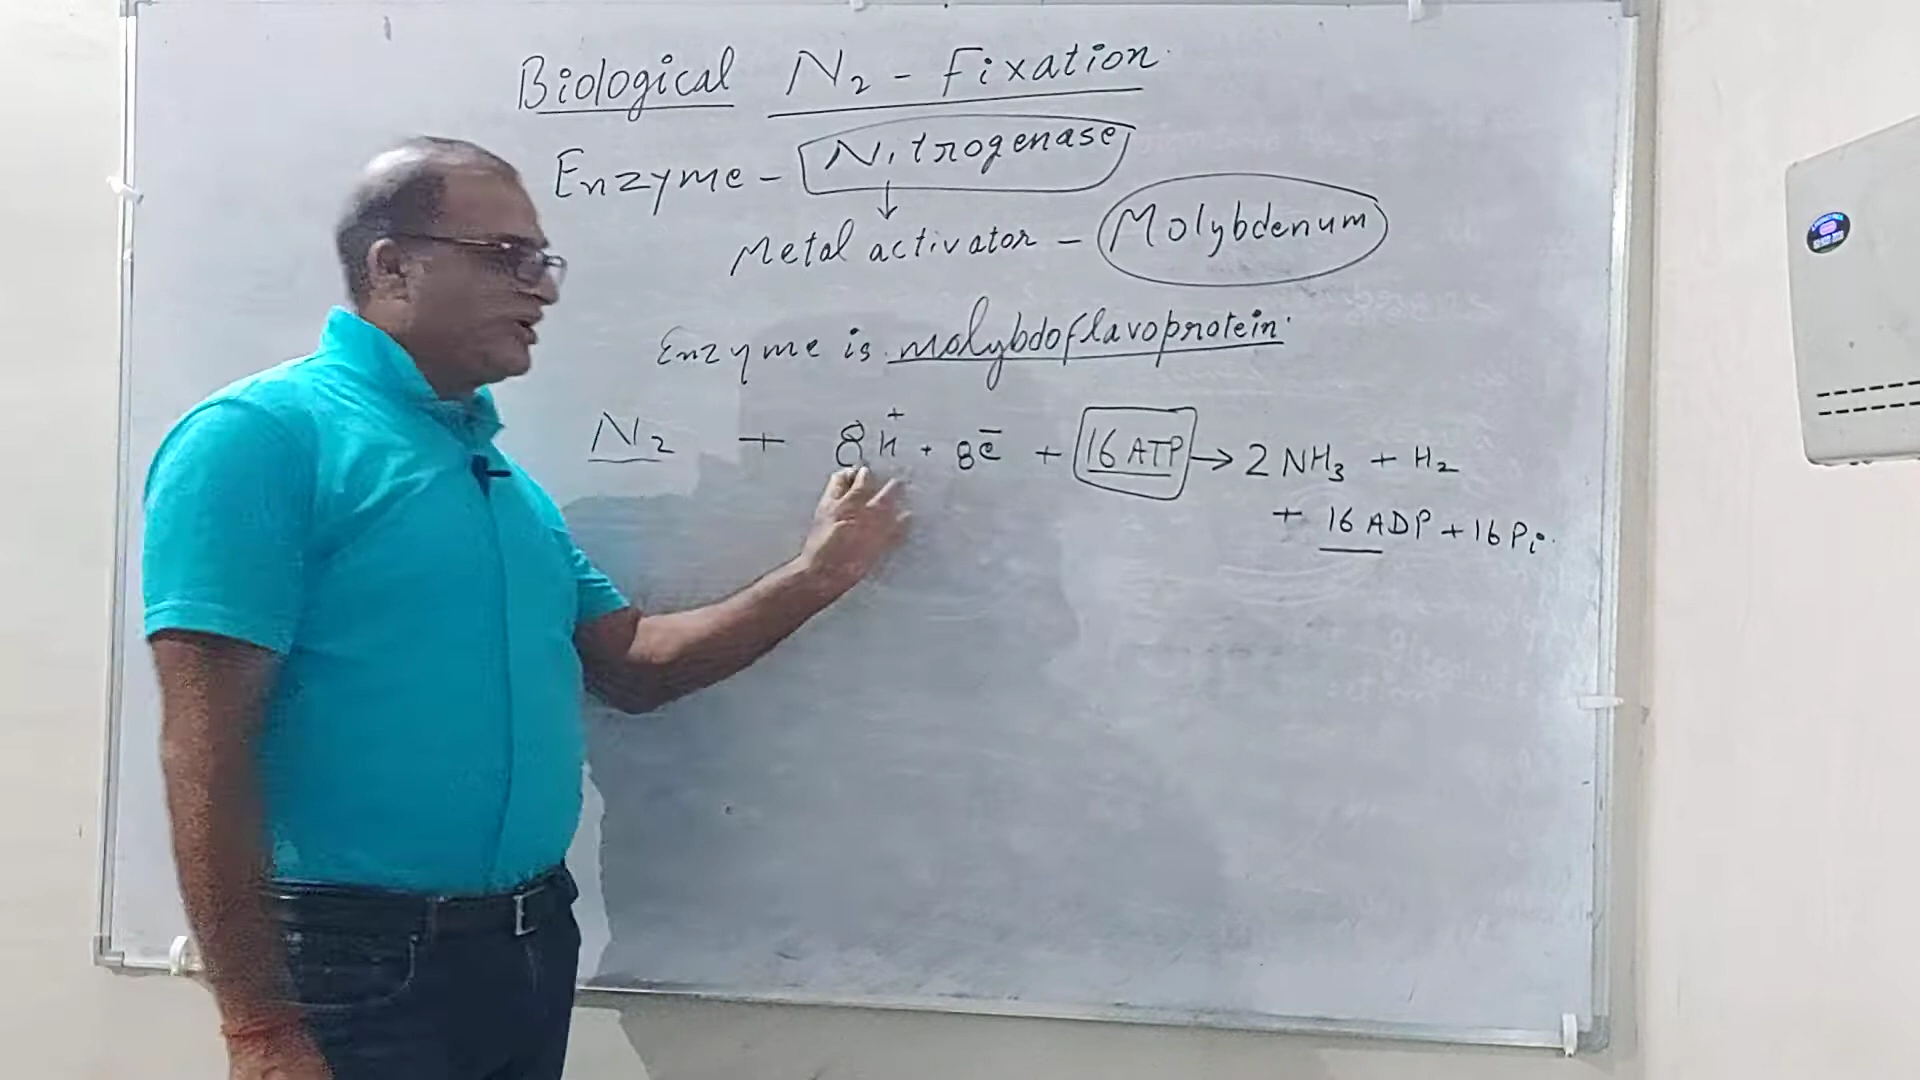 Biological N₂ - Fixation
Enzyme - Nitrogenase
Metal activator - Molybdenum
Enzyme is molybdoflavoprotein.
N₂ + 8H⁺ + 8e⁻ + 16 ATP → 2 NH₃ + H₂
+ 16 ADP + 16 Pi.